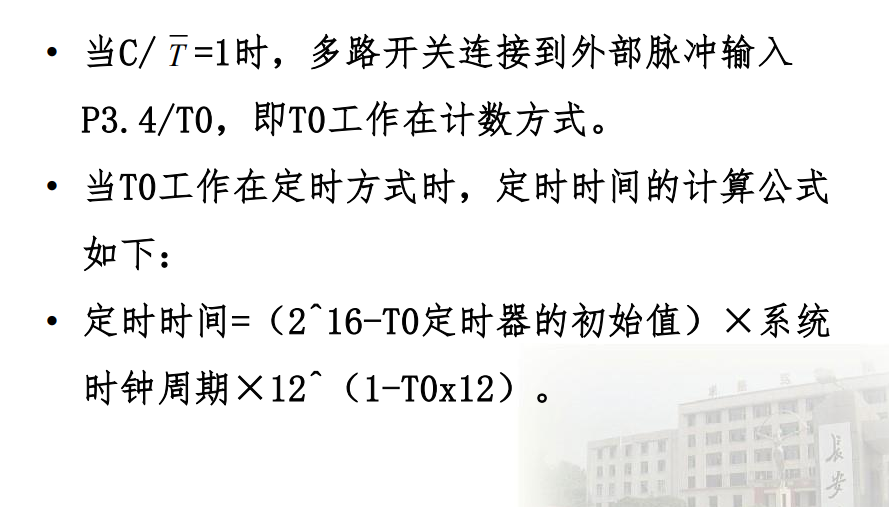 • 当C/T̅=1时，多路开关连接到外部脉冲输入
P3.4/T0，即T0工作在计数方式。
• 当T0工作在定时方式时，定时时间的计算公式
如下：
• 定时时间=（2^16-T0定时器的初始值）×系统
时钟周期×12^（1-T0x12）。
长安